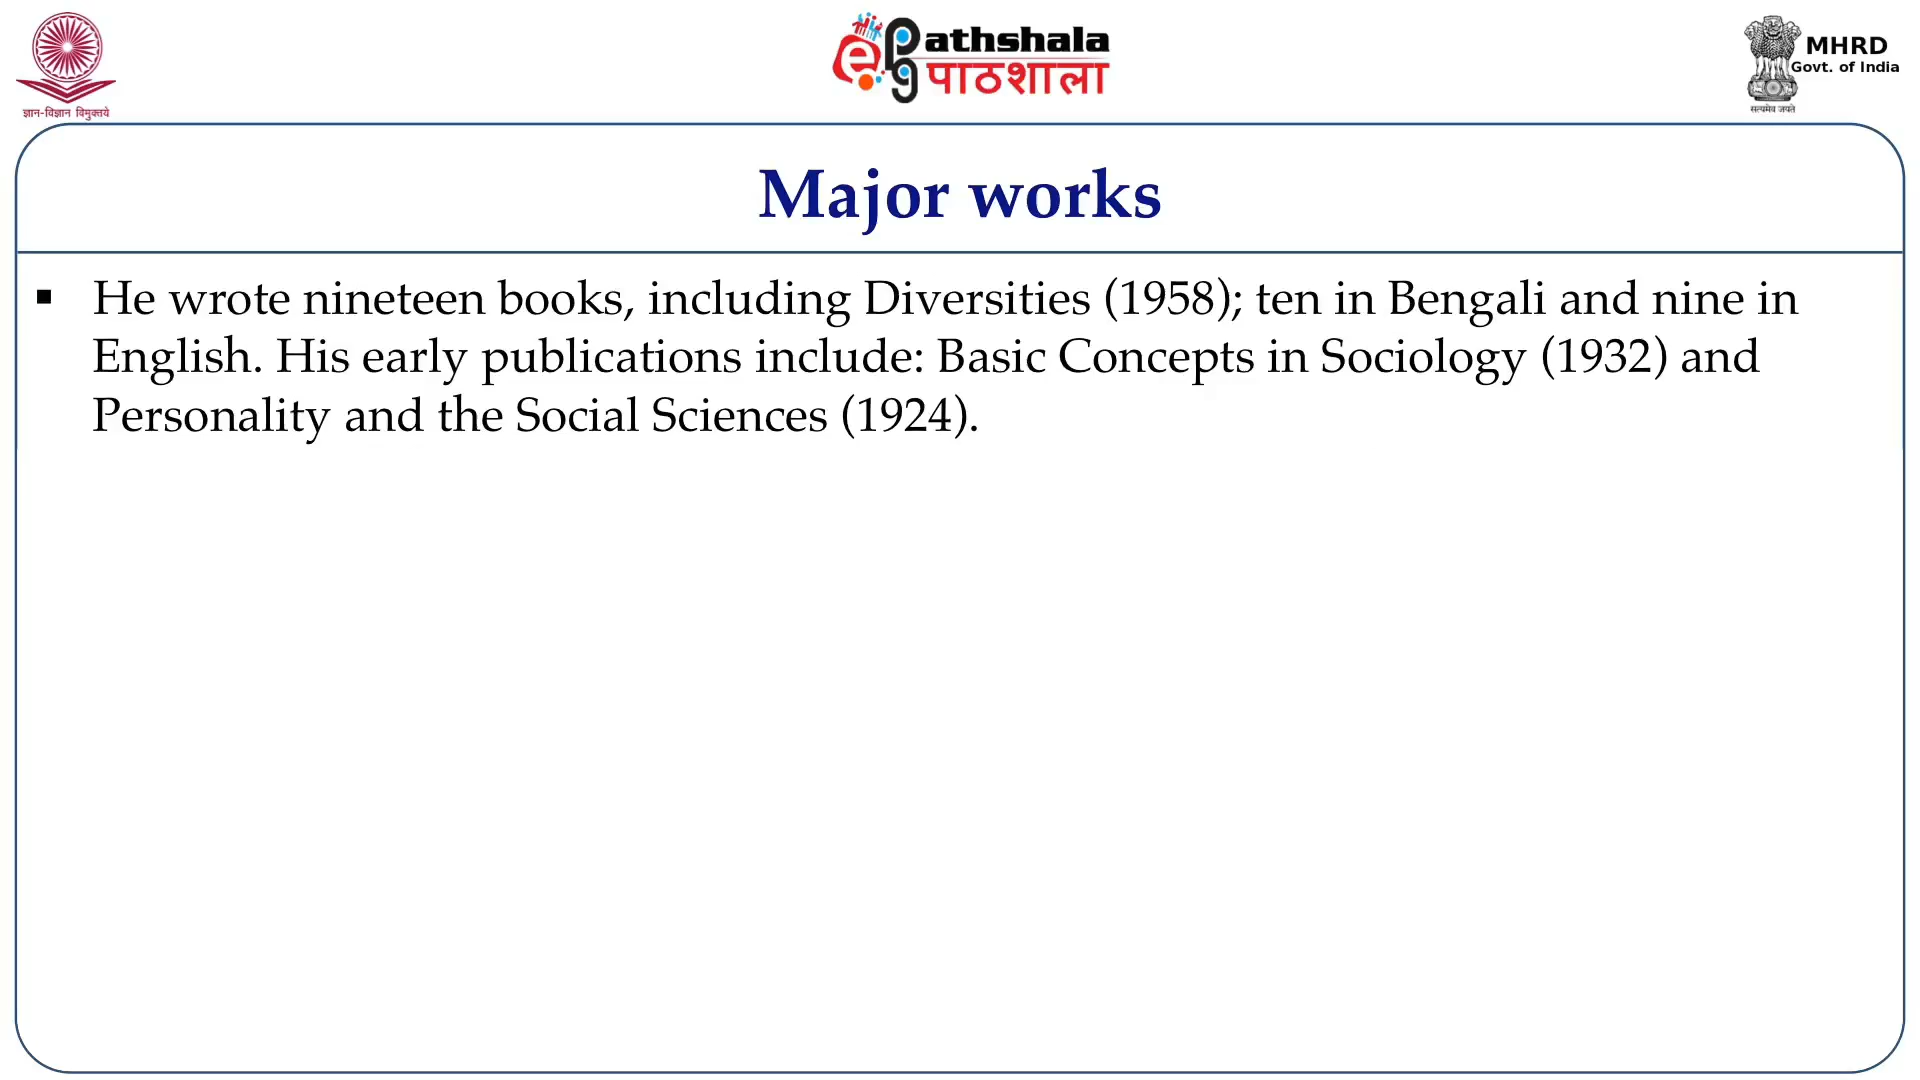 ज्ञान-विज्ञान विमुक्तये
ePathshala
पाठशाला
MHRD
Govt. of India
सत्यमेव जयते
Major works
▪ He wrote nineteen books, including Diversities (1958); ten in Bengali and nine in
English. His early publications include: Basic Concepts in Sociology (1932) and
Personality and the Social Sciences (1924).